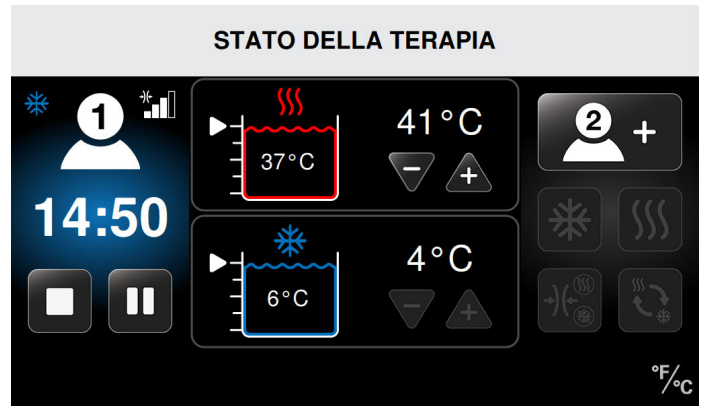 STATO DELLA TERAPIA
1
14:50
41°C
37°C
4°C
6°C
2 +
°F/°C